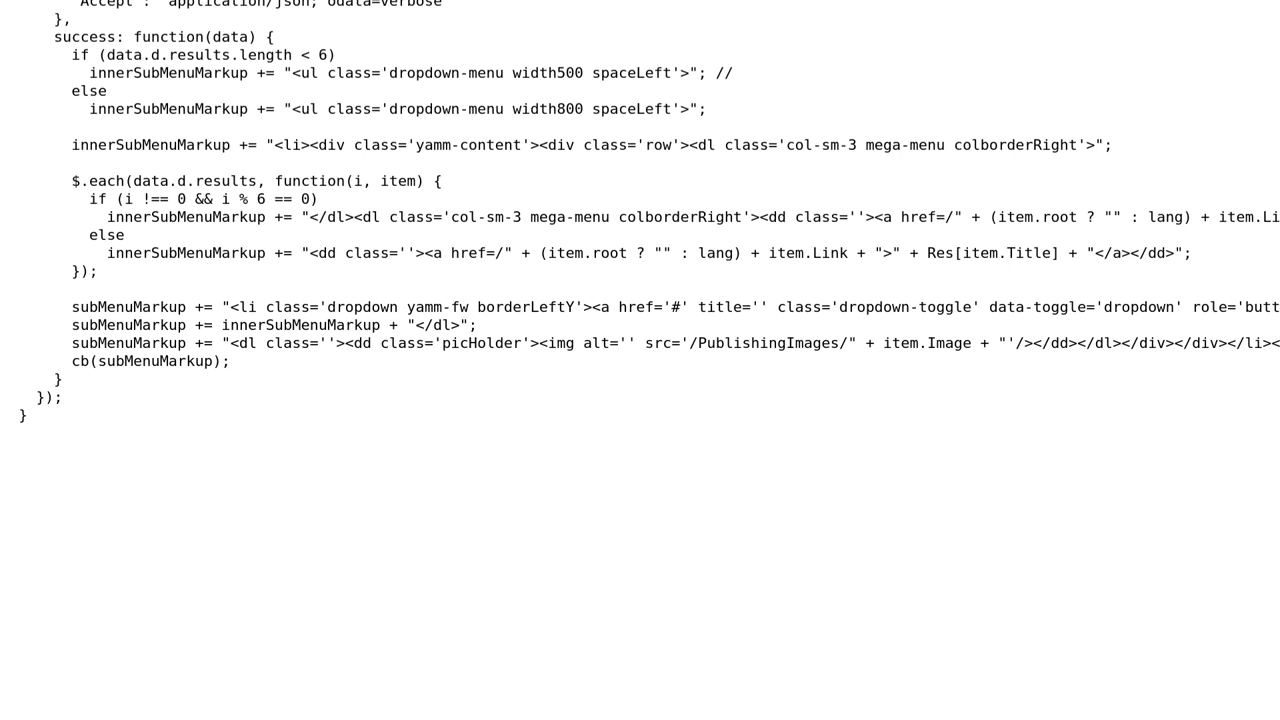 "Accept": "application/json; odata=verbose"
},
success: function(data) {
if (data.d.results.length < 6)
innerSubMenuMarkup += "<ul class='dropdown-menu width500 spaceLeft'>"; //
else
innerSubMenuMarkup += "<ul class='dropdown-menu width800 spaceLeft'>";
innerSubMenuMarkup += "<li><div class='yamm-content'><div class='row'><dl class='col-sm-3 mega-menu colborderRight'>";
$.each(data.d.results, function(i, item) {
if (i !== 0 && i % 6 == 0)
innerSubMenuMarkup += "</dl><dl class='col-sm-3 mega-menu colborderRight'><dd class=''><a href=/" + (item.root ? "" : lang) + item.Li
else
innerSubMenuMarkup += "<dd class=''><a href=/" + (item.root ? "" : lang) + item.Link + ">" + Res[item.Title] + "</a></dd>";
});
subMenuMarkup += "<li class='dropdown yamm-fw borderLeftY'><a href='#' title='' class='dropdown-toggle' data-toggle='dropdown' role='butt
subMenuMarkup += innerSubMenuMarkup + "</dl>";
subMenuMarkup += "<dl class=''><dd class='picHolder'><img alt='' src='/PublishingImages/" + item.Image + "'/></dd></dl></div></div></li><
cb(subMenuMarkup);
}
});
}